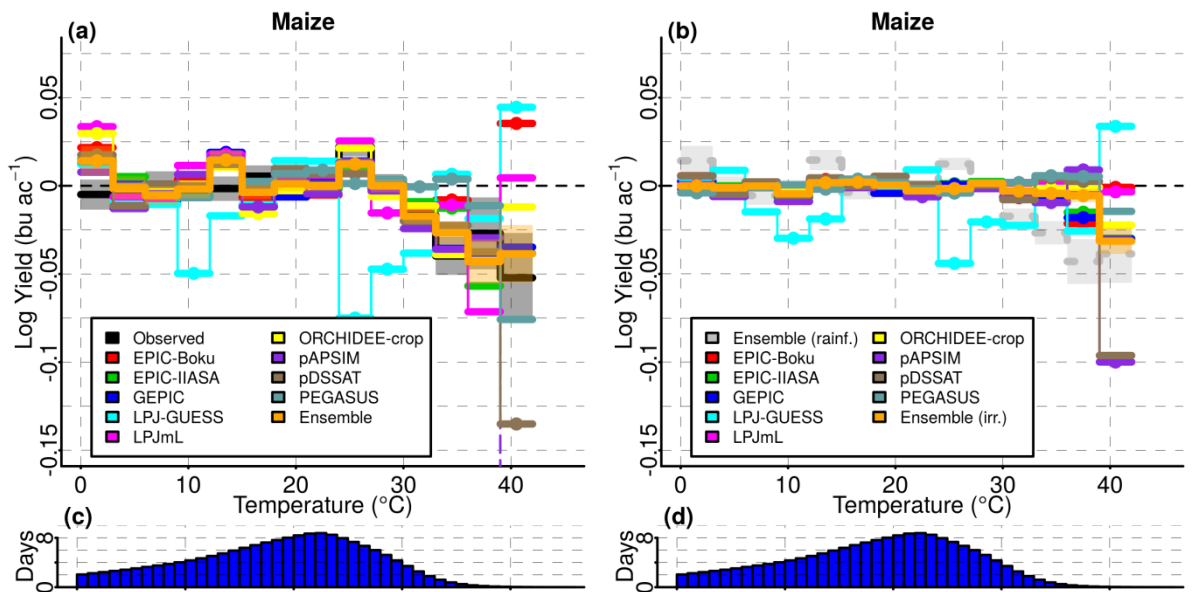 (a) Maize
Log Yield (bu ac⁻¹)
0.05
0
-0.05
-0.1
-0.15
Observed
EPIC-Boku
EPIC-IIASA
GEPIC
LPJ-GUESS
LPJmL
ORCHIDEE-crop
pAPSIM
pDSSAT
PEGASUS
Ensemble
0 10 20 30 40
Temperature (°C)
(b) Maize
Log Yield (bu ac⁻¹)
0.05
0
-0.05
-0.1
-0.15
Ensemble (rainf.)
EPIC-Boku
EPIC-IIASA
GEPIC
LPJ-GUESS
LPJmL
ORCHIDEE-crop
pAPSIM
pDSSAT
PEGASUS
Ensemble (irr.)
0 10 20 30 40
Temperature (°C)
(c)
Days
0 80
(d)
Days
0 80